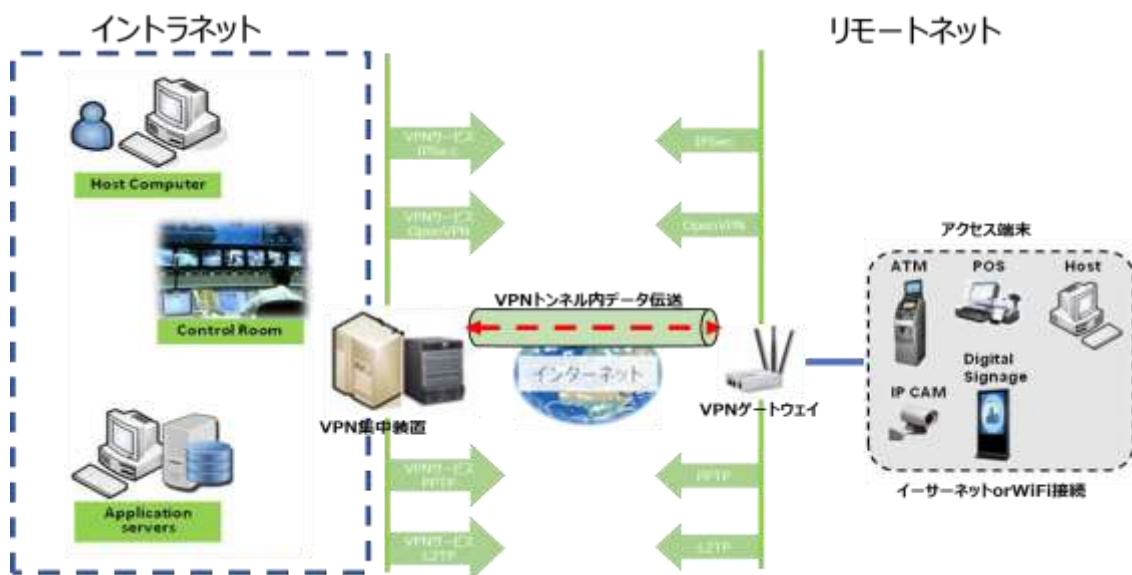 イントラネット
リモートネット
Host Computer
Control Room
Application
servers
VPNサービス
IPSec
VPNサービス
OpenVPN
VPNトンネル内データ伝送
インターネット
VPN集中装置
VPNサービス
PPTP
VPNサービス
L2TP
IPSec
OpenVPN
VPNゲートウェイ
PPTP
L2TP
アクセス端末
ATM
POS
Host
Digital
Signage
IP CAM
イーサーネットorWiFi接続